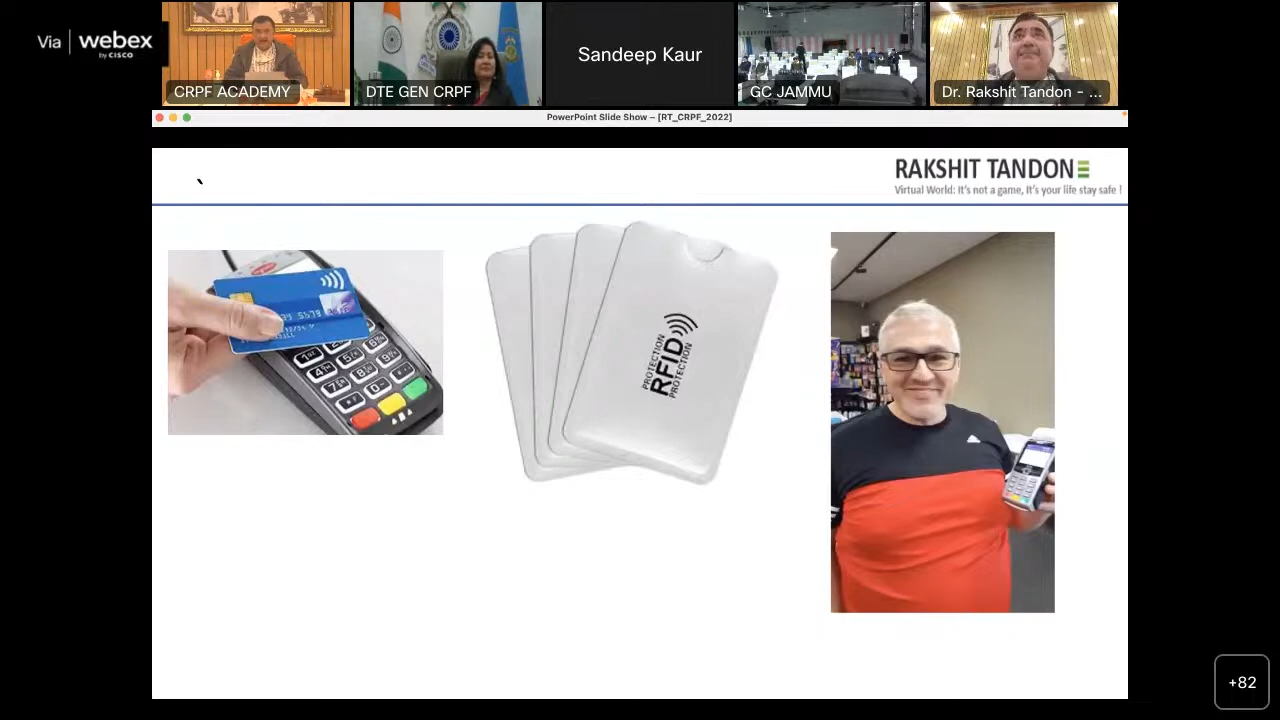 Via | webex
by CISCO
CRPF ACADEMY
DTE GEN CRPF
Sandeep Kaur
GC JAMMU
Dr. Rakshit Tandon - ...
PowerPoint Slide Show – [RT_CRPF_2022]
`
RAKSHIT TANDON
Virtual World: It's not a game, It's your life stay safe !
PROTECTION
RFID
PROTECTION
+82